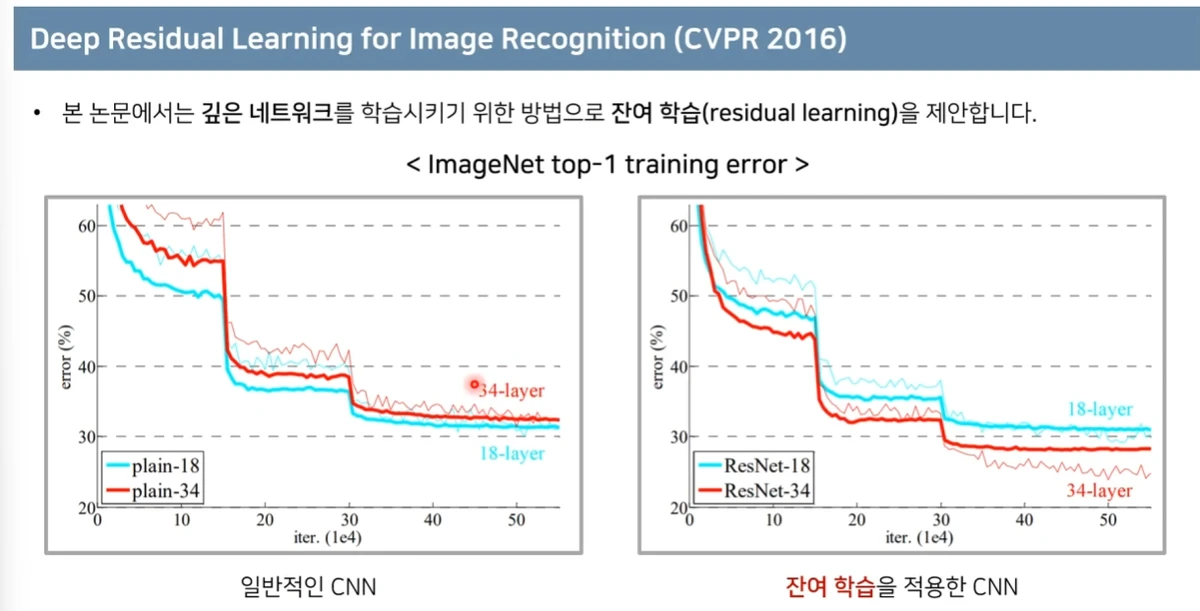 Deep Residual Learning for Image Recognition (CVPR 2016)
• 본 논문에서는 깊은 네트워크를 학습시키기 위한 방법으로 잔여 학습(residual learning)을 제안합니다.
< ImageNet top-1 training error >
60
50
40
30
20
error (%)
34-layer
18-layer
plain-18
plain-34
0 10 20 30 40 50
iter. (1e4)
일반적인 CNN
60
50
40
30
20
error (%)
18-layer
34-layer
ResNet-18
ResNet-34
0 10 20 30 40 50
iter. (1e4)
잔여 학습을 적용한 CNN